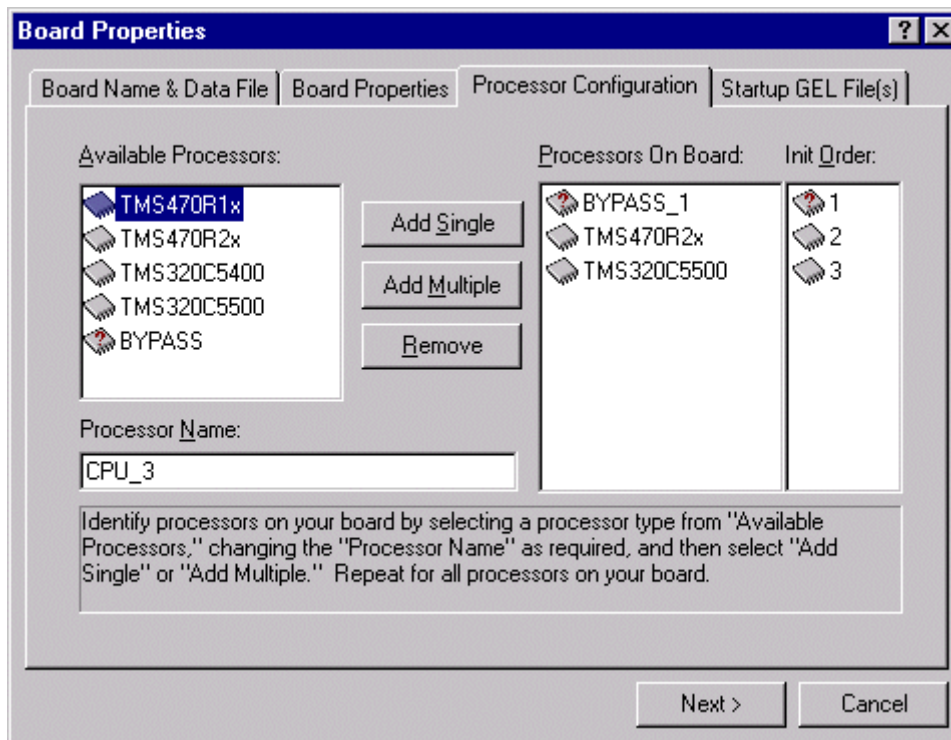 Board Properties
Board Name & Data File
Board Properties
Processor Configuration
Startup GEL File(s)
Available Processors:
TMS470R1x
TMS470R2x
TMS320C5400
TMS320C5500
BYPASS
Add Single
Add Multiple
Remove
Processors On Board:
BYPASS_1
TMS470R2x
TMS320C5500
Init Order:
1
2
3
Processor Name:
CPU_3
Identify processors on your board by selecting a processor type from "Available
Processors," changing the "Processor Name" as required, and then select "Add
Single" or "Add Multiple."  Repeat for all processors on your board.
Next >
Cancel